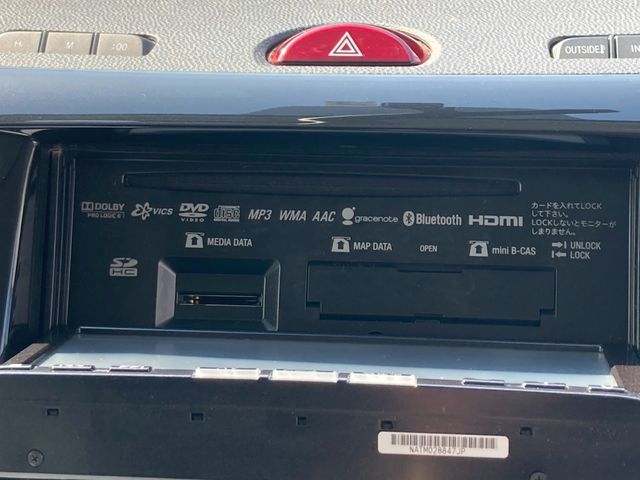 H
M
:00
OUTSIDE
IN
DOLBY
PRO LOGIC II
VICS
DVD
VIDEO
MP3
WMA
AAC
gracenote
Bluetooth
HDMI
カードを入れてLOCK
して下さい。
LOCKしないとモニターが
しまりません。
MEDIA DATA
MAP DATA
OPEN
mini B-CAS
UNLOCK
LOCK
SD
HC
NATM028847JP